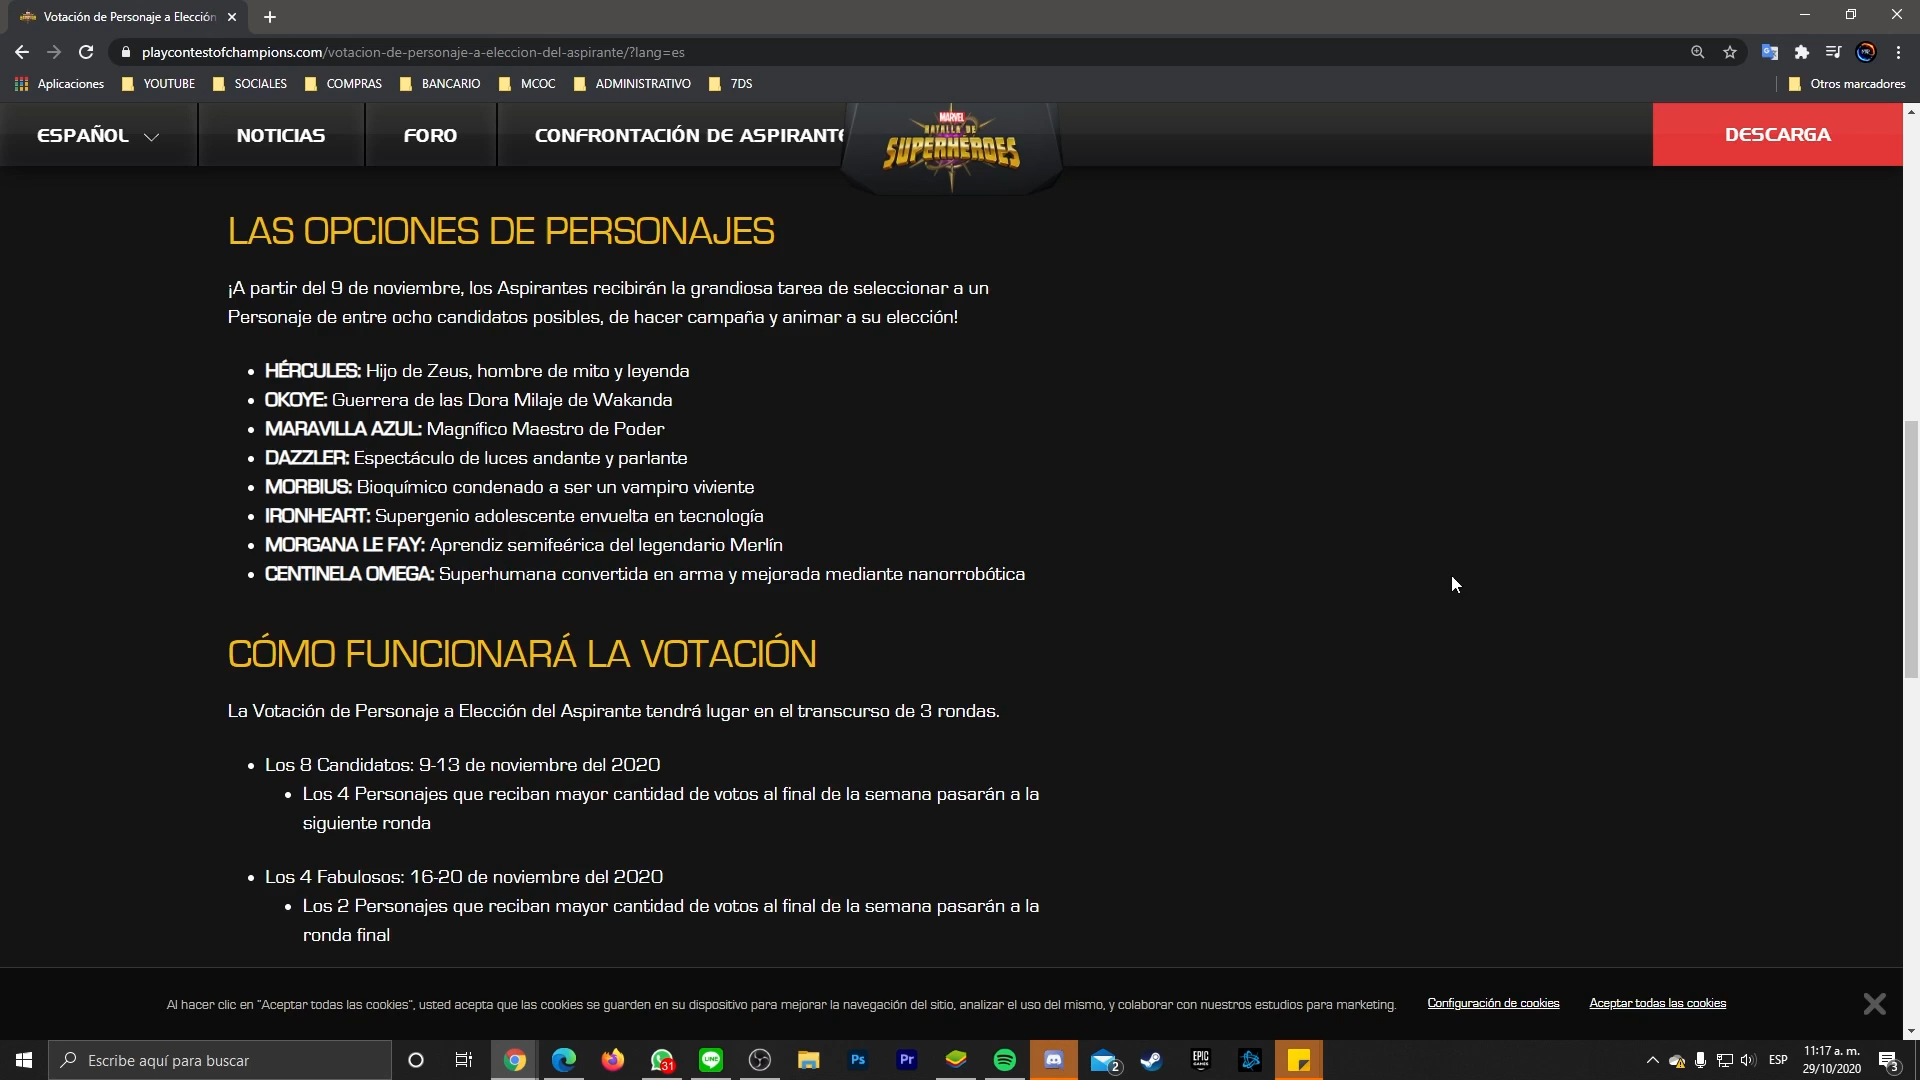 Votación de Personaje a Elección
playcontestofchampions.com/votacion-de-personaje-a-eleccion-del-aspirante/?lang=es
Aplicaciones YOUTUBE SOCIALES COMPRAS BANCARIO MCOC ADMINISTRATIVO 7DS Otros marcadores
ESPAÑOL NOTICIAS FORO CONFRONTACIÓN DE ASPIRANTE DESCARGA
MARVEL
BATALLA DE
SUPERHÉROES
LAS OPCIONES DE PERSONAJES
¡A partir del 9 de noviembre, los Aspirantes recibirán la grandiosa tarea de seleccionar a un
Personaje de entre ocho candidatos posibles, de hacer campaña y animar a su elección!
• HÉRCULES: Hijo de Zeus, hombre de mito y leyenda
• OKOYE: Guerrera de las Dora Milaje de Wakanda
• MARAVILLA AZUL: Magnífico Maestro de Poder
• DAZZLER: Espectáculo de luces andante y parlante
• MORBIUS: Bioquímico condenado a ser un vampiro viviente
• IRONHEART: Supergenio adolescente envuelta en tecnología
• MORGANA LE FAY: Aprendiz semifeérica del legendario Merlín
• CENTINELA OMEGA: Superhumana convertida en arma y mejorada mediante nanorrobótica
CÓMO FUNCIONARÁ LA VOTACIÓN
La Votación de Personaje a Elección del Aspirante tendrá lugar en el transcurso de 3 rondas.
• Los 8 Candidatos: 9-13 de noviembre del 2020
• Los 4 Personajes que reciban mayor cantidad de votos al final de la semana pasarán a la
siguiente ronda
• Los 4 Fabulosos: 16-20 de noviembre del 2020
• Los 2 Personajes que reciban mayor cantidad de votos al final de la semana pasarán a la
ronda final
Al hacer clic en "Aceptar todas las cookies", usted acepta que las cookies se guarden en su dispositivo para mejorar la navegación del sitio, analizar el uso del mismo, y colaborar con nuestros estudios para marketing. Configuración de cookies Aceptar todas las cookies
Escribe aquí para buscar
31
LINE
Ps
Pr
2
EPIC
GAMES
ESP
11:17 a. m.
29/10/2020
3